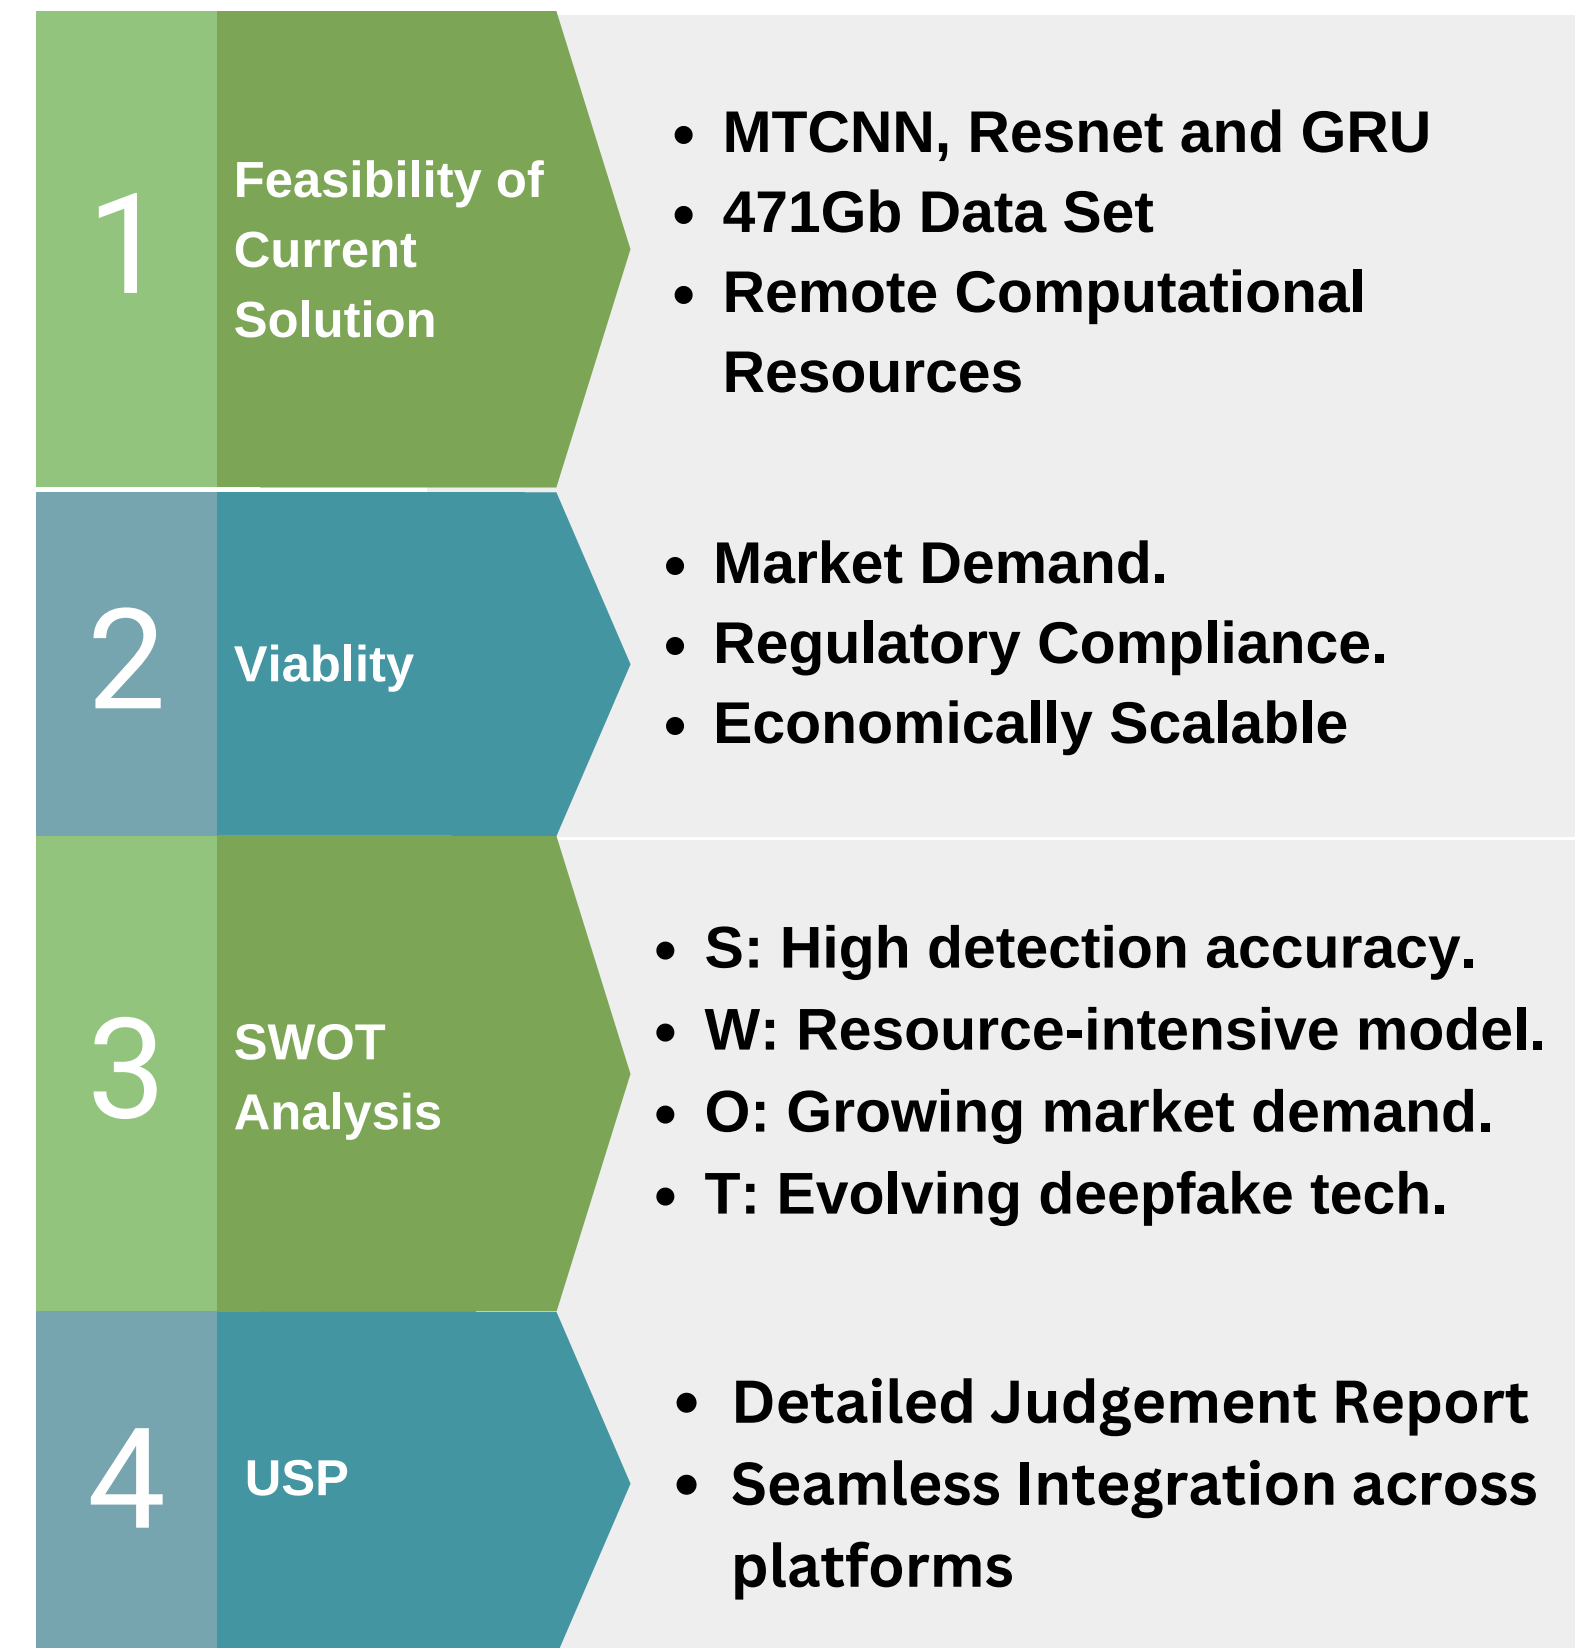 1
Feasibility of
Current
Solution
• MTCNN, Resnet and GRU
• 471Gb Data Set
• Remote Computational
Resources
2
Viablity
• Market Demand.
• Regulatory Compliance.
• Economically Scalable
3
SWOT
Analysis
• S: High detection accuracy.
• W: Resource-intensive model.
• O: Growing market demand.
• T: Evolving deepfake tech.
4
USP
• Detailed Judgement Report
• Seamless Integration across
platforms